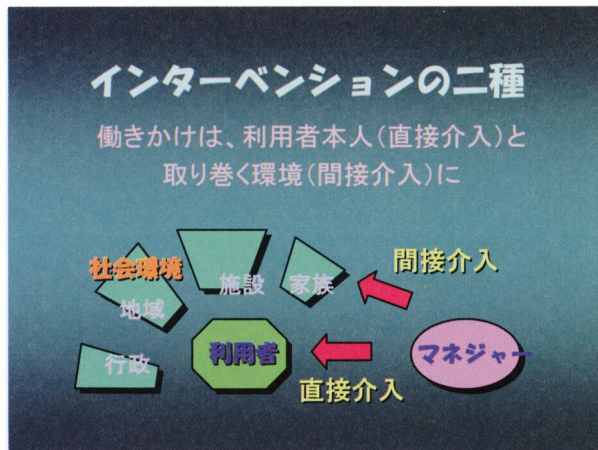 インターベンションの二種
働きかけは、利用者本人(直接介入)と
取り巻く環境(間接介入)に
間接介入
社会環境
施設
家族
地域
利用者
マネジャー
行政
直接介入